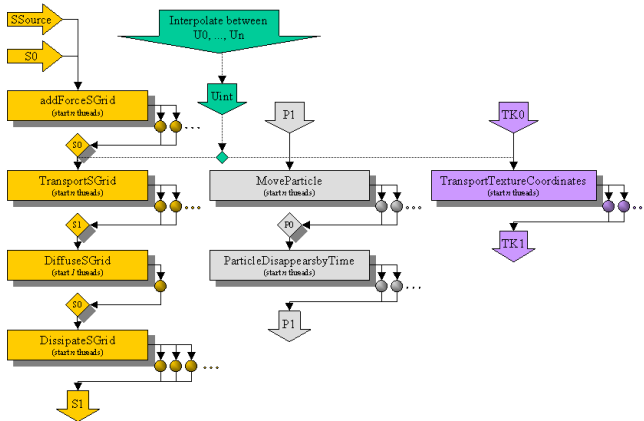 SSource
S0
Interpolate between
U0, ..., Un
Uint
addForceSGrid
(start n threads)
...
S0
P1
TK0
TransportSGrid
(start n threads)
...
MoveParticle
(start n threads)
...
TransportTextureCoordinates
(start n threads)
...
S1
P0
TK1
DiffuseSGrid
(start 1 threads)
ParticleDisappearsbyTime
(start n threads)
...
S0
P1
DissipateSGrid
(start n threads)
...
S1